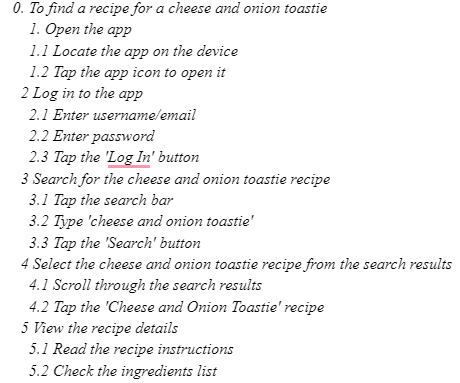 0. To find a recipe for a cheese and onion toastie
1. Open the app
1.1 Locate the app on the device
1.2 Tap the app icon to open it
2 Log in to the app
2.1 Enter username/email
2.2 Enter password
2.3 Tap the 'Log In' button
3 Search for the cheese and onion toastie recipe
3.1 Tap the search bar
3.2 Type 'cheese and onion toastie'
3.3 Tap the 'Search' button
4 Select the cheese and onion toastie recipe from the search results
4.1 Scroll through the search results
4.2 Tap the 'Cheese and Onion Toastie' recipe
5 View the recipe details
5.1 Read the recipe instructions
5.2 Check the ingredients list